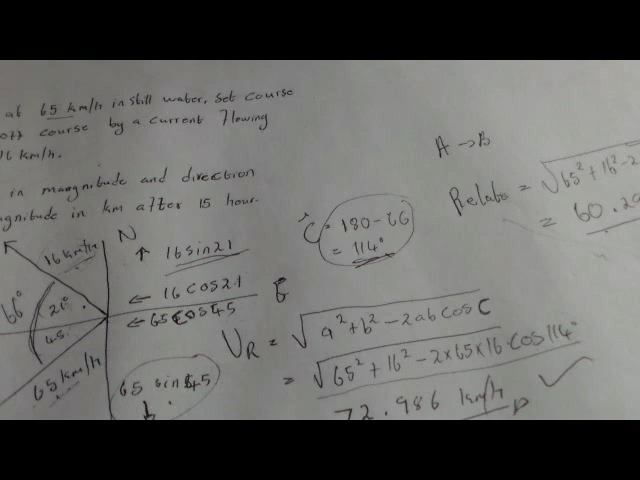 at 65 km/h in still water, set course
off course by a current flowing
16 km/h.
in magnitude and direction
magnitude in km after 15 hour.
A → B
Relate = √65² + 16² - 2
= 60.29
Ĉ = 180 - 66
= 114°
N
16 km/h
↑ 16 sin 21
← 16 cos 21
E
← 65 cos 45
66°
21°
45
65 km/h
65 sin 45
↓
U_R = √a² + b² - 2ab cos C
= √65² + 16² - 2×65×16 cos 114°
72.986 km/h